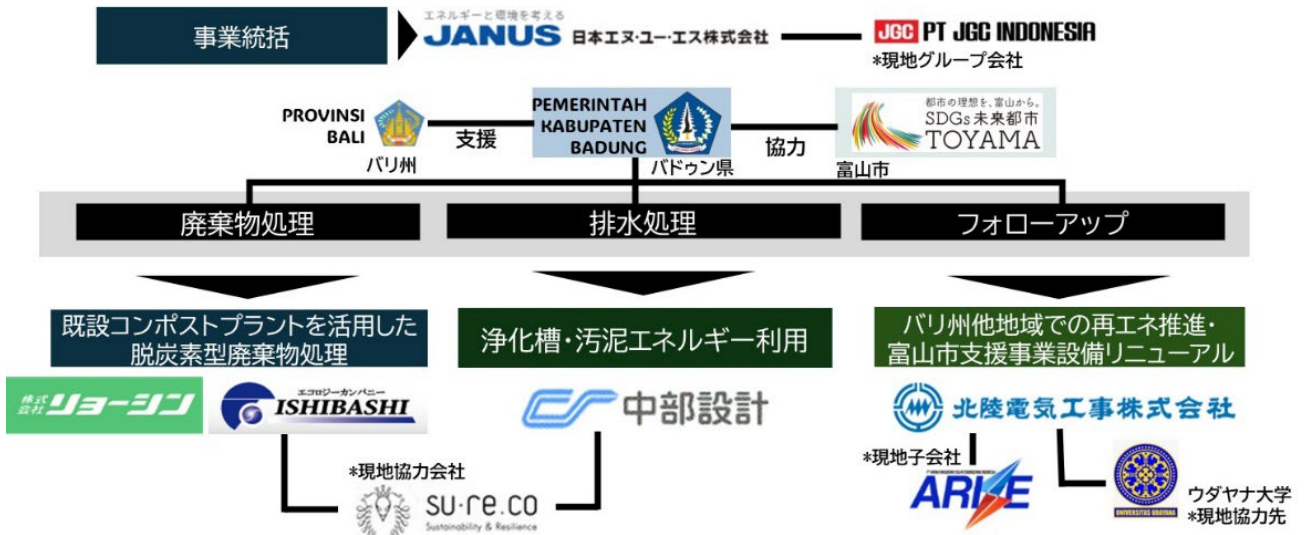 事業統括
エネルギーと環境を考える
JANUS 日本エヌ・ユー・エス株式会社
JGC PT JGC INDONESIA
*現地グループ会社
PROVINSI
BALI
バリ州
支援
PEMERINTAH
KABUPATEN
BADUNG
バドゥン県
協力
都市の理想を、富山から。
SDGs未来都市
TOYAMA
富山市
廃棄物処理
排水処理
フォローアップ
既設コンポストプラントを活用した
脱炭素型廃棄物処理
浄化槽・汚泥エネルギー利用
バリ州他地域での再エネ推進・
富山市支援事業設備リニューアル
株式会社リョーシン
エコロジーカンパニー
ISHIBASHI
中部設計
北陸電気工事株式会社
*現地協力会社
su·re.co
Sustainability & Resilience
*現地子会社
ARKE
UNIVERSITAS UDAYANA
ウダヤナ大学
*現地協力先